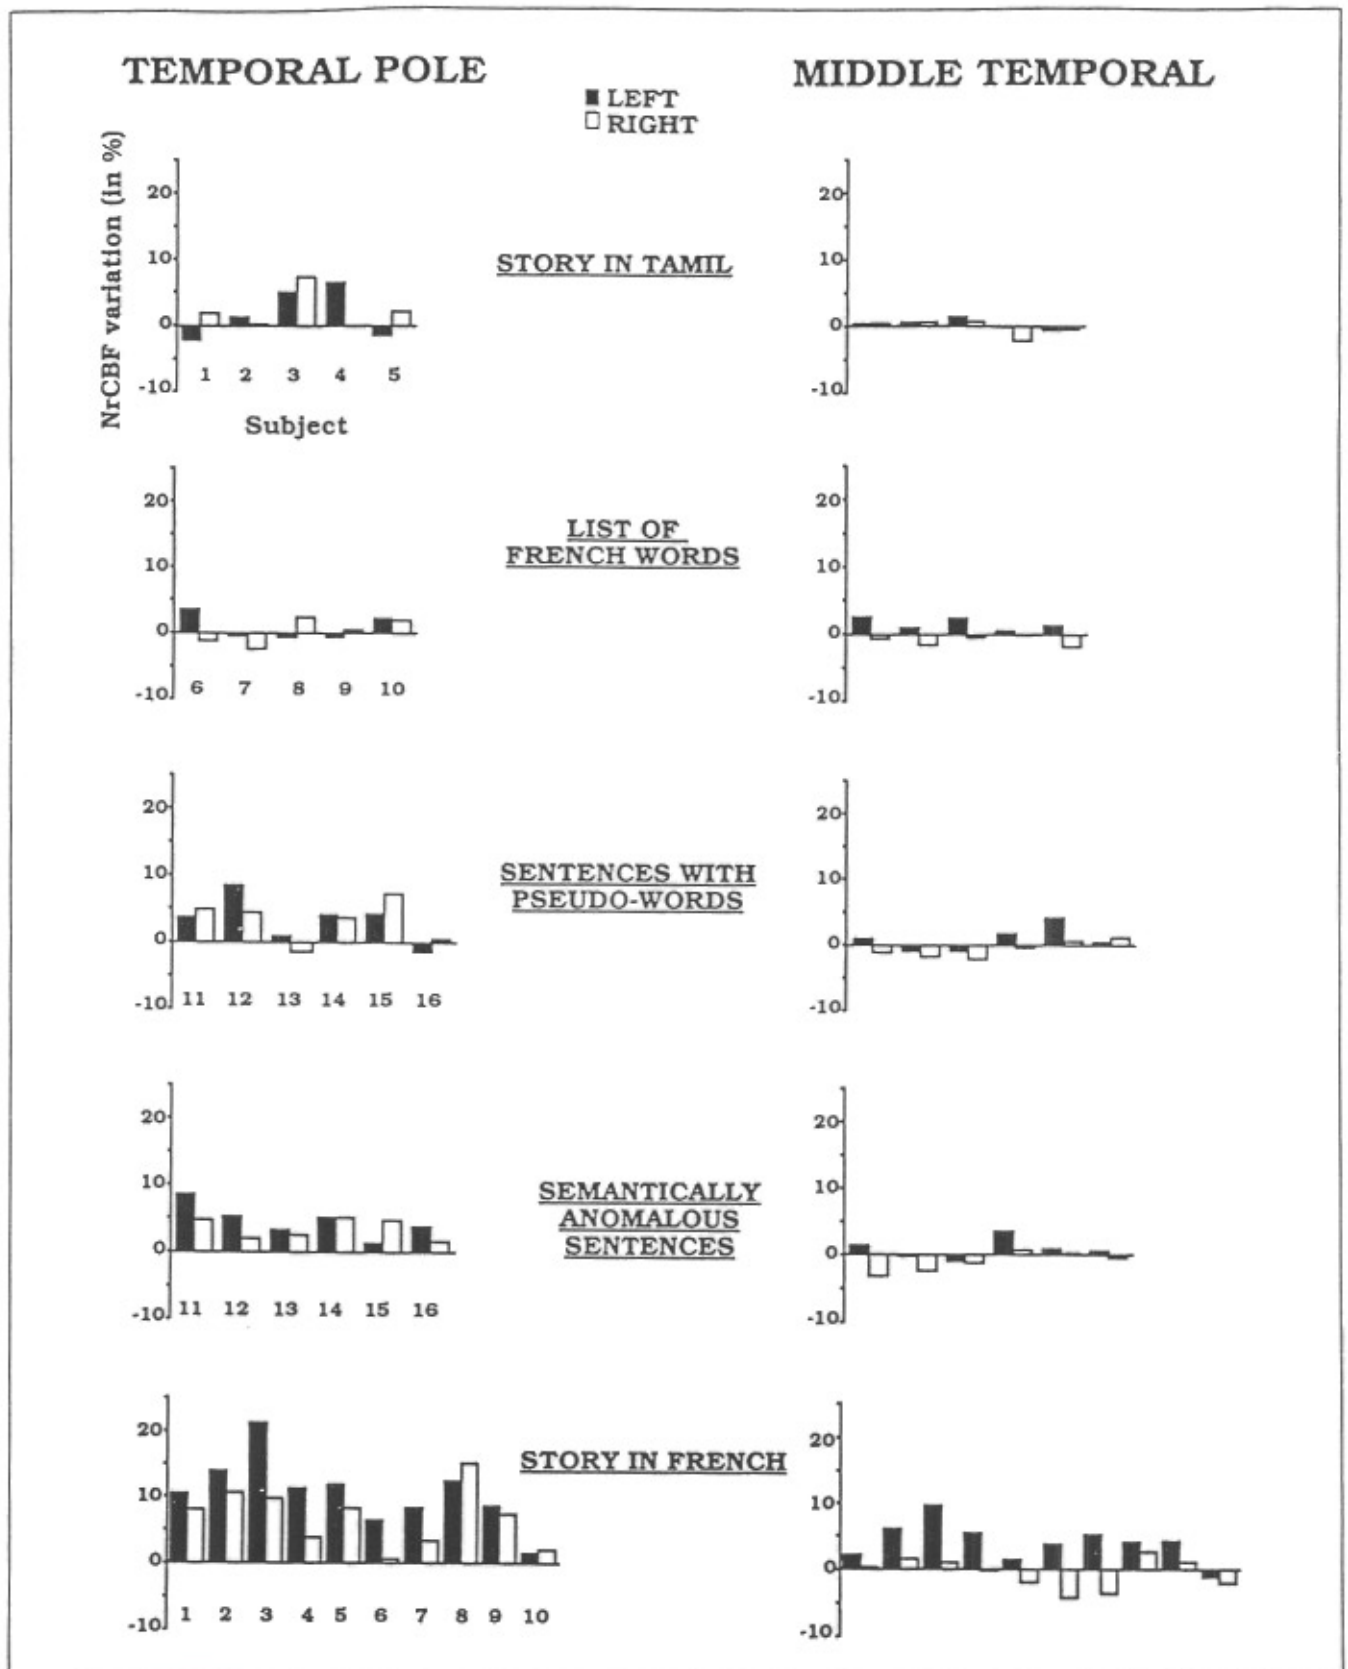 TEMPORAL POLE
MIDDLE TEMPORAL
LEFT
RIGHT
NrCBF variation (in %)
20
10
0
-10
1 2 3 4 5
Subject
STORY IN TAMIL
20
10
0
-10
20
10
0
-10
6 7 8 9 10
LIST OF
FRENCH WORDS
20
10
0
-10
20
10
0
-10
11 12 13 14 15 16
SENTENCES WITH
PSEUDO-WORDS
20
10
0
-10
20
10
0
-10
11 12 13 14 15 16
SEMANTICALLY
ANOMALOUS
SENTENCES
20
10
0
-10
20
10
0
-10
1 2 3 4 5 6 7 8 9 10
STORY IN FRENCH
20
10
0
-10